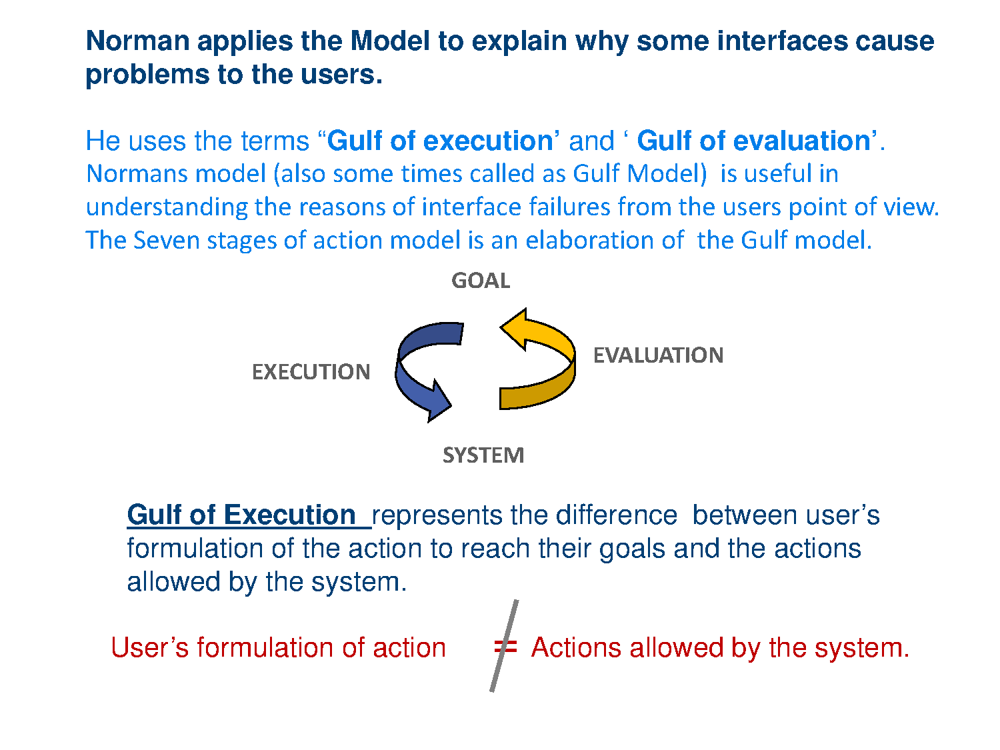 Norman applies the Model to explain why some interfaces cause
problems to the users.
He uses the terms “Gulf of execution’ and ‘ Gulf of evaluation’.
Normans model (also some times called as Gulf Model) is useful in
understanding the reasons of interface failures from the users point of view.
The Seven stages of action model is an elaboration of the Gulf model.
GOAL
EVALUATION
EXECUTION
SYSTEM
Gulf of Execution represents the difference between user’s
formulation of the action to reach their goals and the actions
allowed by the system.
User’s formulation of action ≠ Actions allowed by the system.